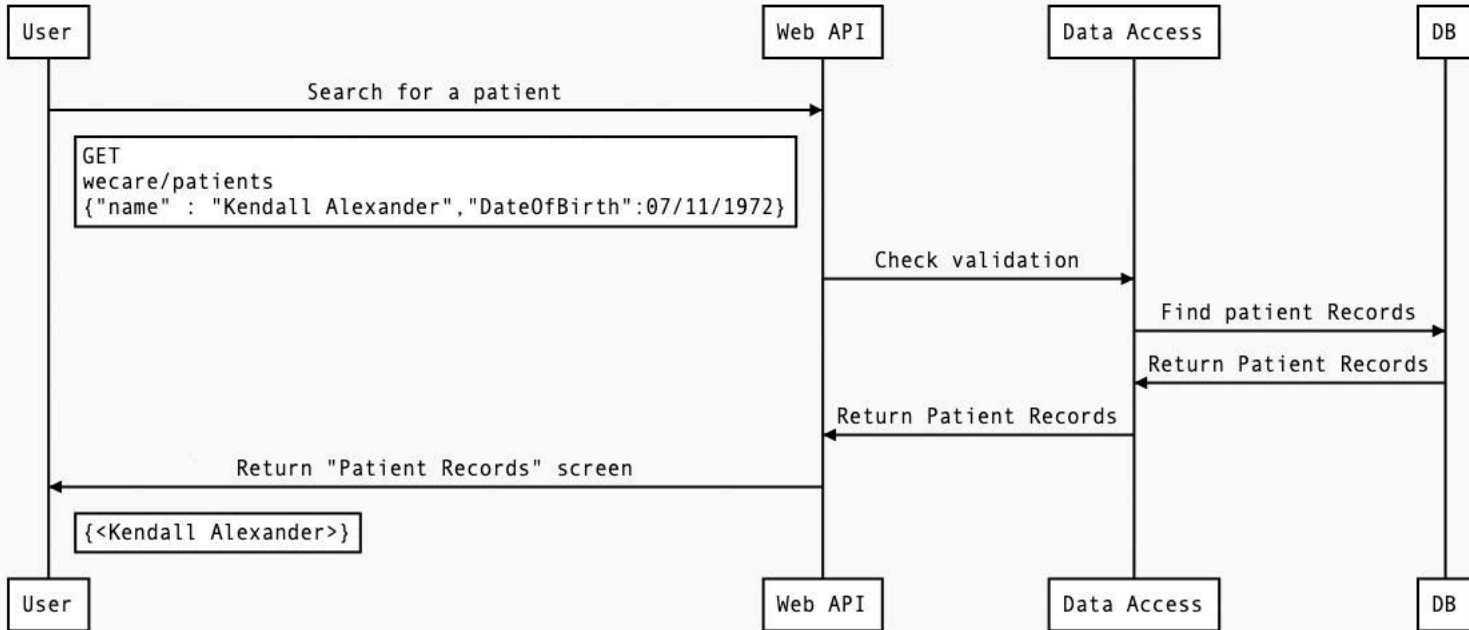 User
Web API
Data Access
DB
Search for a patient
GET
wecare/patients
{"name" : "Kendall Alexander","DateOfBirth":07/11/1972}
Check validation
Find patient Records
Return Patient Records
Return Patient Records
Return "Patient Records" screen
{<Kendall Alexander>}
User
Web API
Data Access
DB